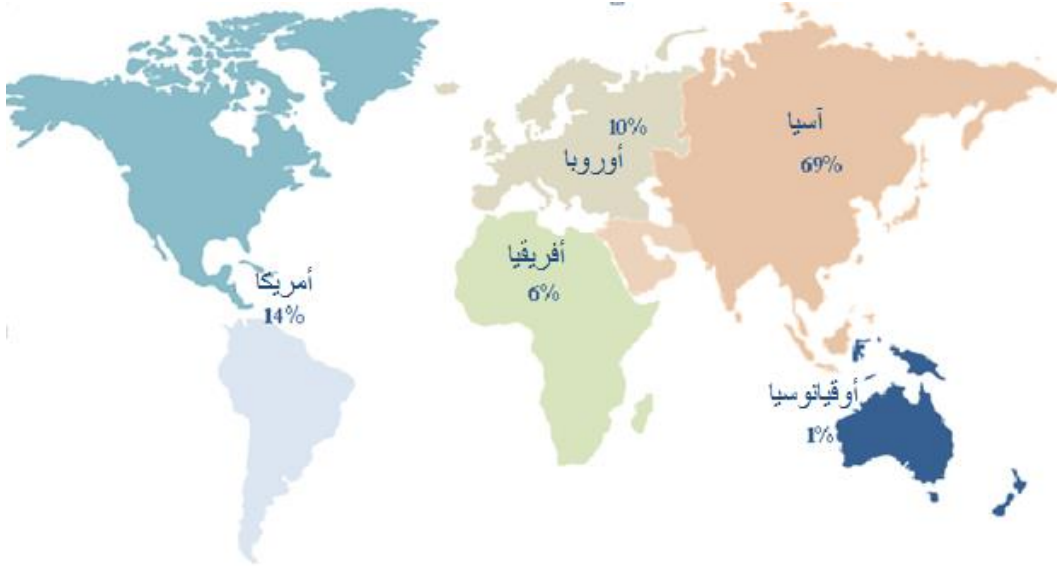 10%
أوروبا
آسيا
69%
أفريقيا
6%
أمريكا
14%
أوقيانوسيا
1%